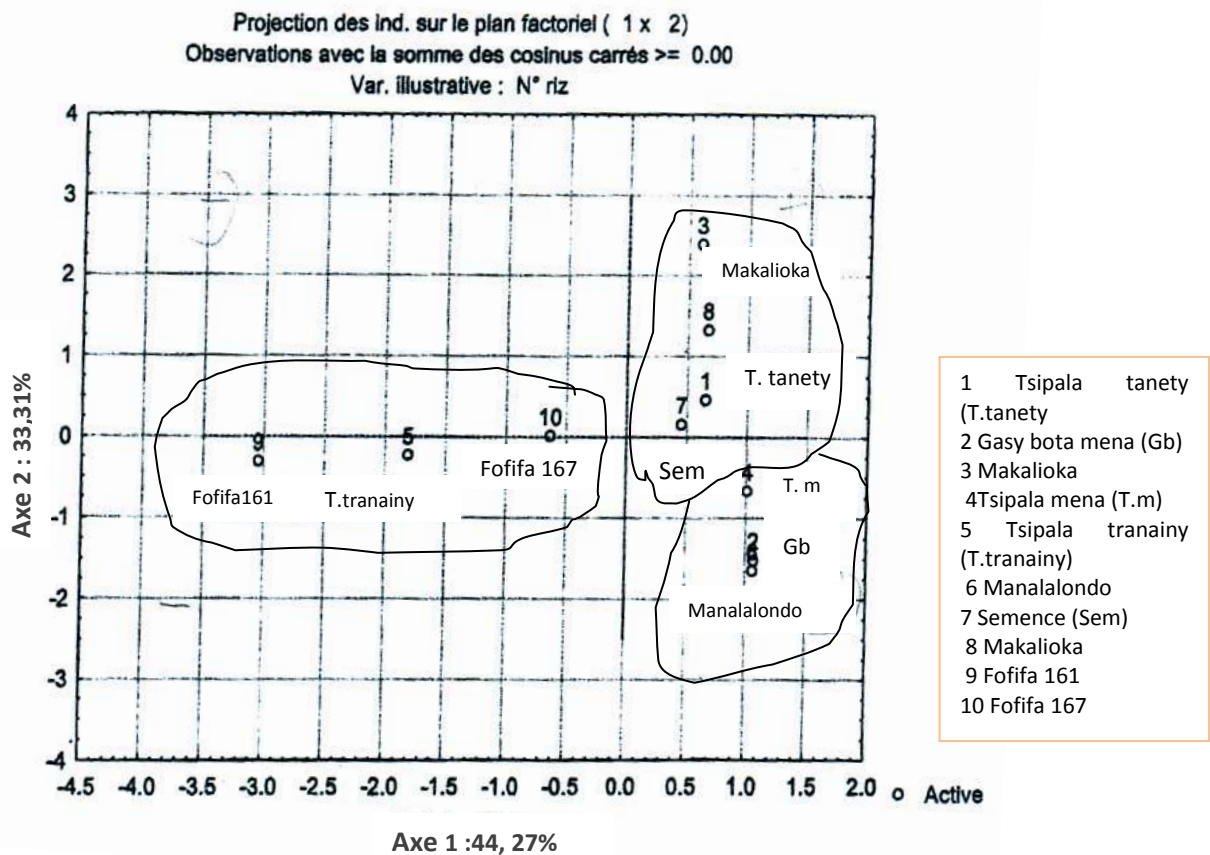 Projection des ind. sur le plan factoriel ( 1 x 2)
Observations avec la somme des cosinus carrés >= 0.00
Var. illustrative : N° riz
4
3
2
1
0
-1
-2
-3
-4
Axe 2 : 33,31%
3
Makalioka
8
1
T. tanety
7
10
5
9
Fofifa 167
Sem
4
T. m
Fofifa161
T.tranainy
2
Gb
Manalalondo
-4.5 -4.0 -3.5 -3.0 -2.5 -2.0 -1.5 -1.0 -0.5 0.0 0.5 1.0 1.5 2.0
o Active
Axe 1 :44, 27%
1 Tsipala tanety
(T.tanety
2 Gasy bota mena (Gb)
3 Makalioka
4Tsipala mena (T.m)
5 Tsipala tranainy
(T.tranainy)
6 Manalalondo
7 Semence (Sem)
8 Makalioka
9 Fofifa 161
10 Fofifa 167